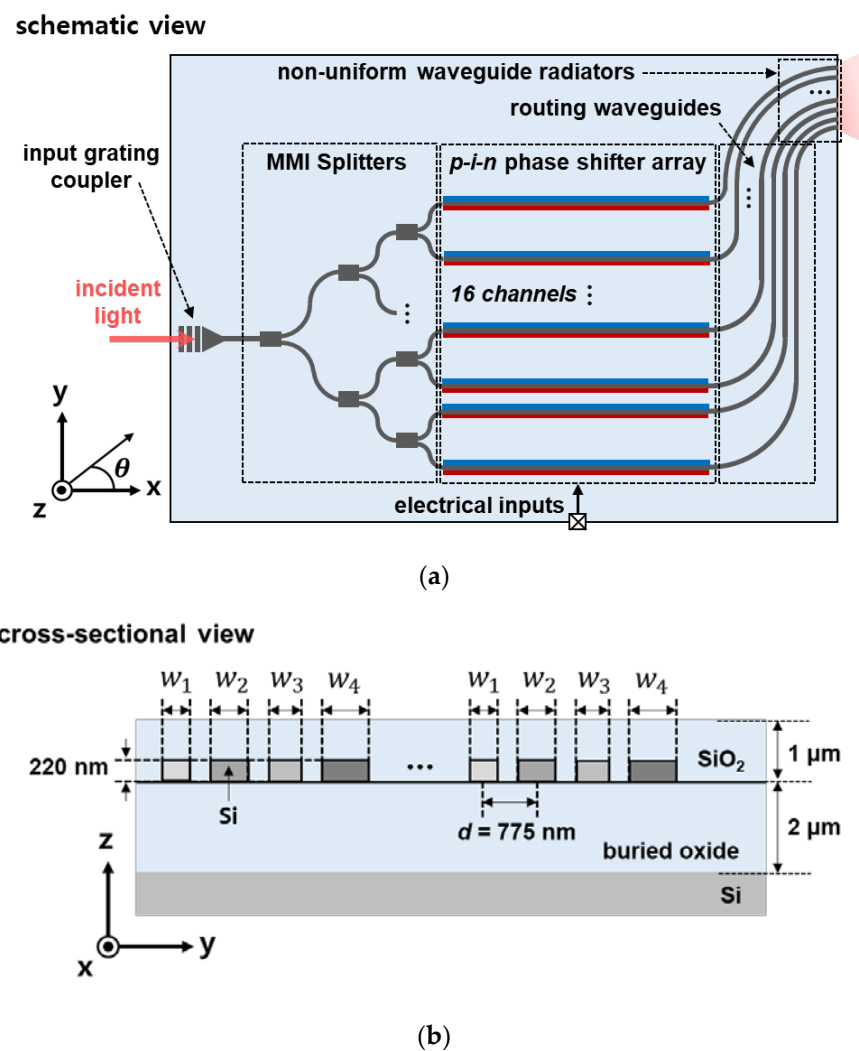 schematic view
non-uniform waveguide radiators
...
routing waveguides
input grating
coupler
MMI Splitters
p-i-n phase shifter array
16 channels
incident
light
y
θ
x
z
electrical inputs
(a)
cross-sectional view
w₁ w₂ w₃ w₄ w₁ w₂ w₃ w₄
220 nm
...
SiO₂
1 μm
Si
d = 775 nm
2 μm
z
buried oxide
Si
y
x
(b)